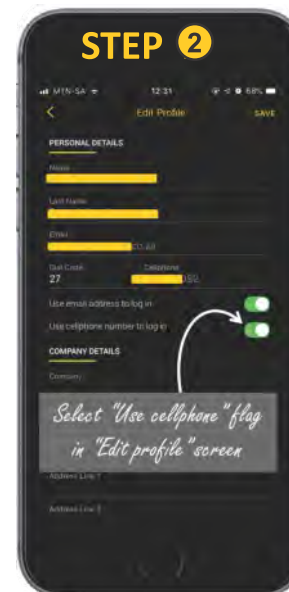 STEP 2
MTN-SA 12:31 68%
Edit Profile SAVE
PERSONAL DETAILS
Name
Last Name
Email
Dial Code Cellphone
27
Use email address to log in
Use cellphone number to log in
COMPANY DETAILS
Company
Select "Use cellphone" flag
in "Edit profile" screen
Address Line 1
Address Line 2